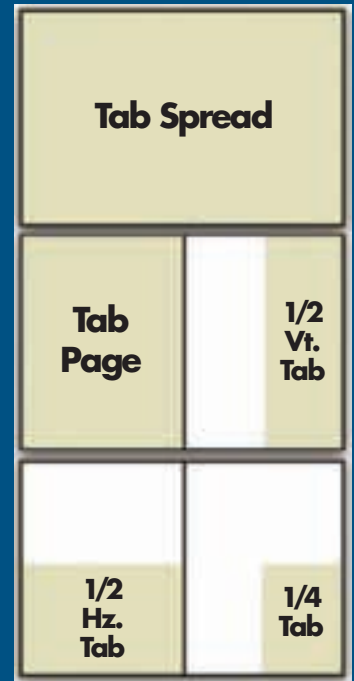 Tab Spread
Tab
Page
1/2
Vt.
Tab
1/2
Hz.
Tab
1/4
Tab